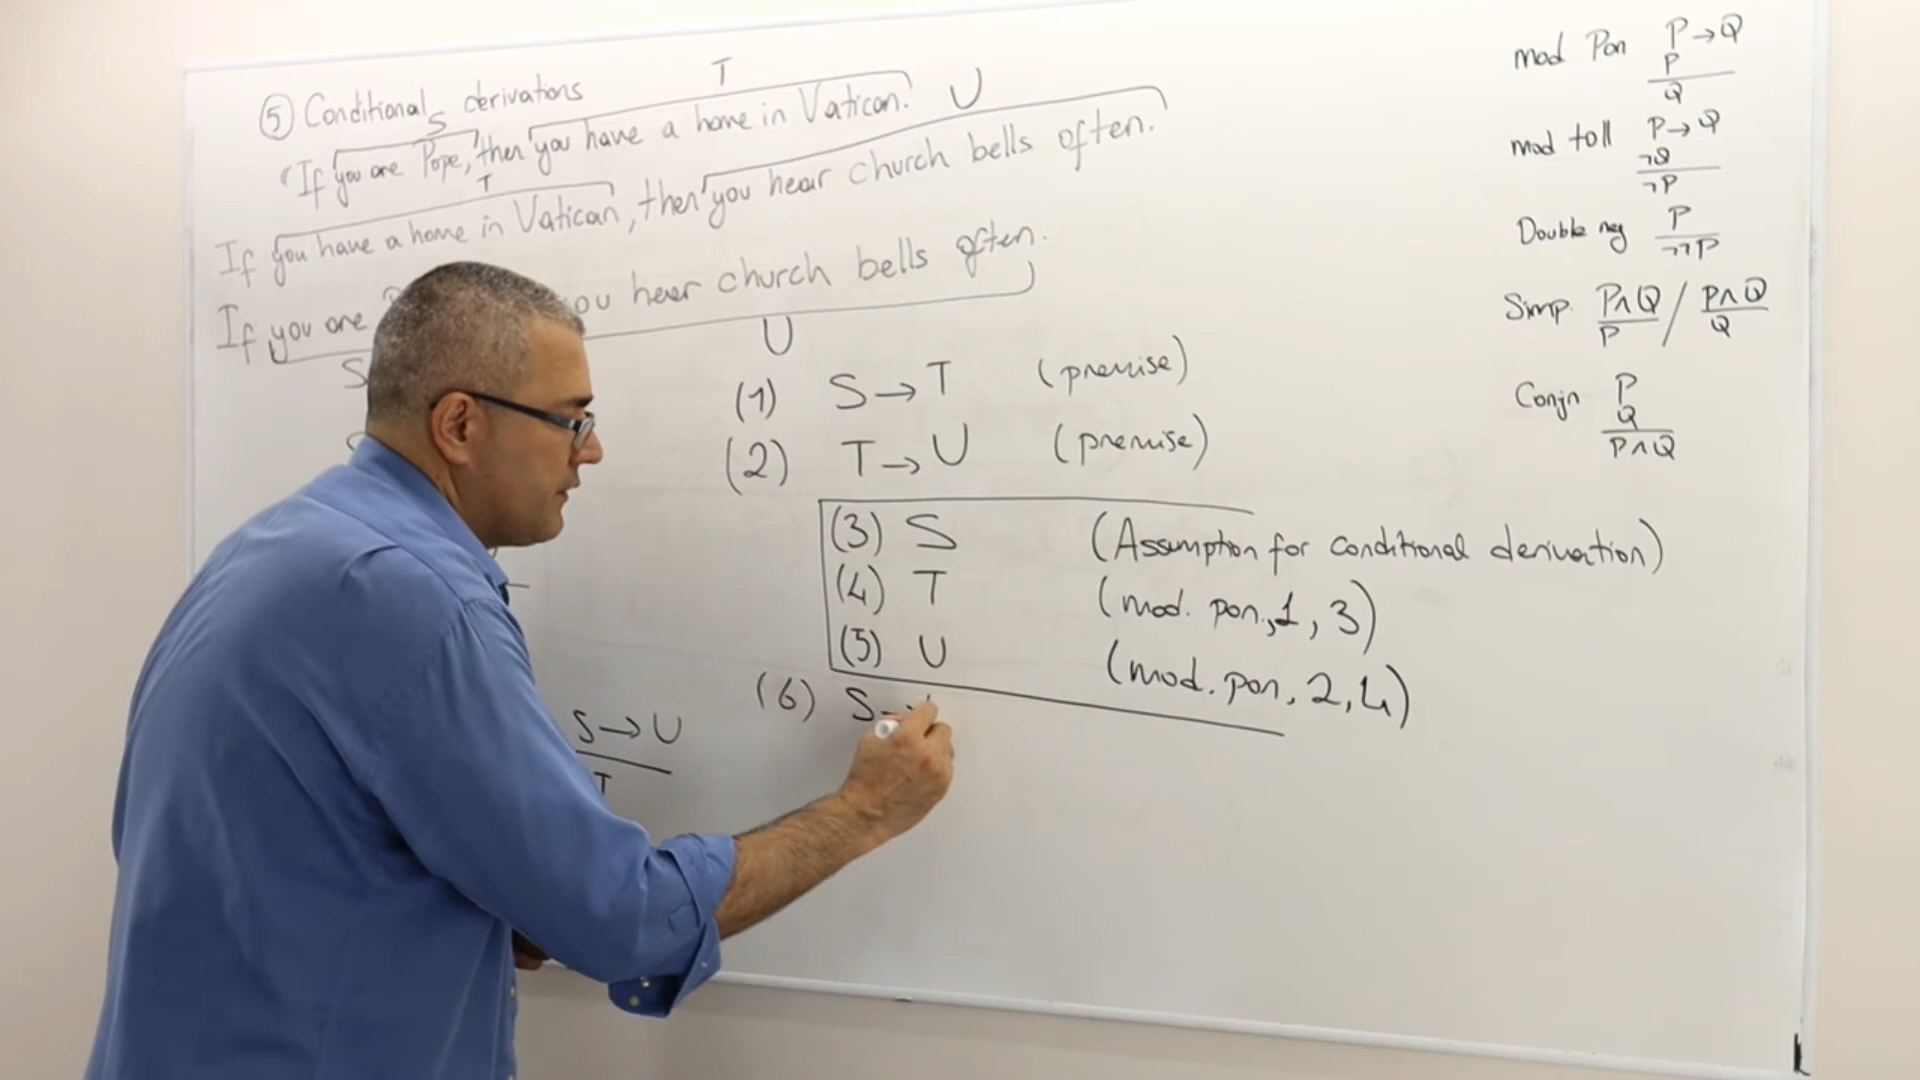 ⑤ Conditional derivations
S T
"If you are Pope, then you have a home in Vatican.
T U
If you have a home in Vatican, then you hear church bells often.
If you are you hear church bells often.
S U
(1) S → T (premise)
(2) T → U (premise)
(3) S (Assumption for conditional derivation)
(4) T (mod. pon., 1, 3)
(5) U (mod. pon, 2, 4)
(6) S →
S → U
T
mod Pon P → Q
P
Q
mod toll P → Q
¬Q
¬P
Double neg P
¬¬P
Simp. P∧Q / P∧Q
P Q
Conjn P
Q
P∧Q